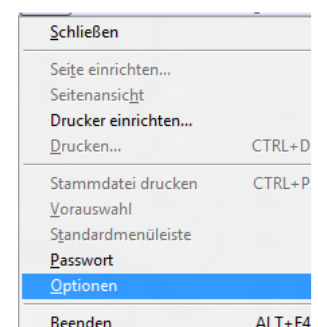 Schließen
Seite einrichten...
Seitenansicht
Drucker einrichten...
Drucken... CTRL+D
Stammdatei drucken CTRL+P
Vorauswahl
Standardmenüleiste
Passwort
Optionen
Beenden ALT+F4